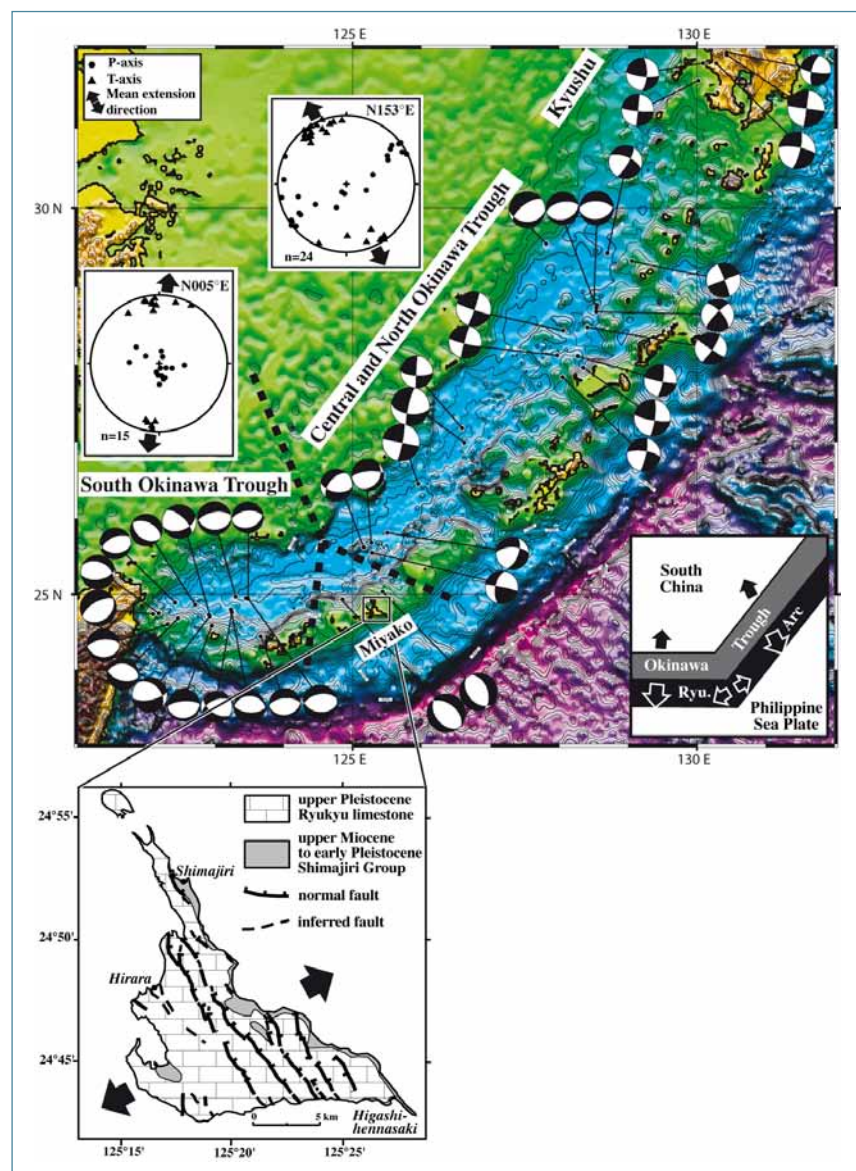 125 E
130 E
P-axis
T-axis
Mean extension
direction
N153°E
n=24
Kyushu
30 N
Central and North Okinawa Trough
N005°E
n=15
South Okinawa Trough
25 N
Miyako
South
China
Trough
Arc
Okinawa
Ryu.
Philippine
Sea Plate
125 E
130 E
24°55'
upper Pleistocene
Ryukyu limestone
upper Miocene
to early Pleistocene
Shimajiri Group
Shimajiri
normal fault
inferred fault
24°50'
Hirara
24°45'
0
5 km
Higashi-
hennasaki
125°15'
125°20'
125°25'